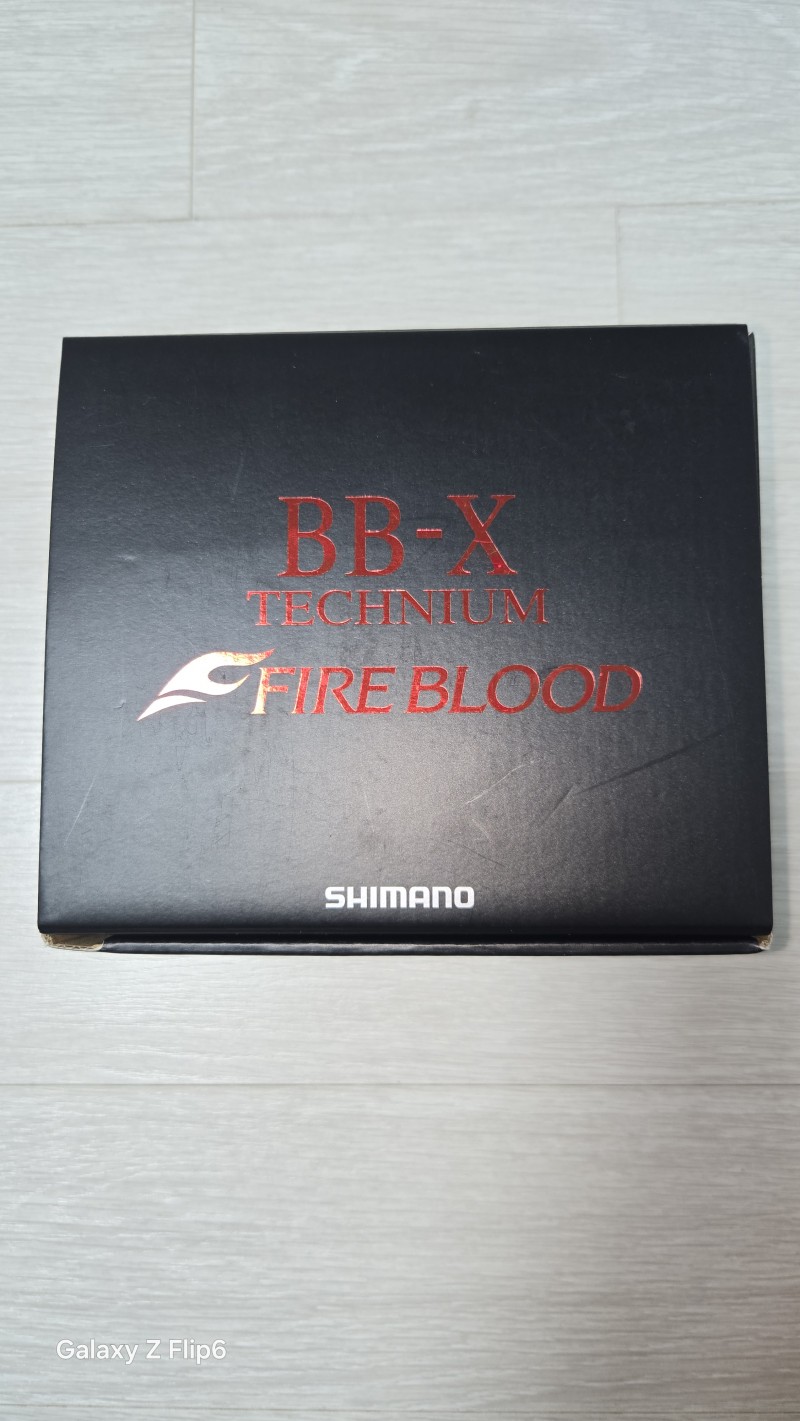 BB-X
TECHNIUM
FIRE BLOOD
SHIMANO
Galaxy Z Flip6